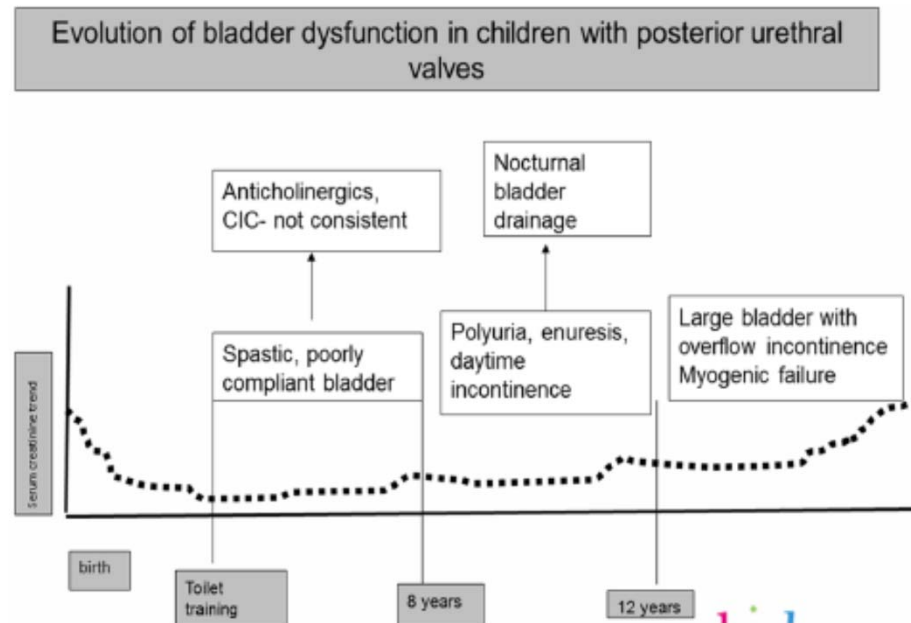 Evolution of bladder dysfunction in children with posterior urethral
valves
Anticholinergics,
CIC- not consistent
Nocturnal
bladder
drainage
Spastic, poorly
compliant bladder
Polyuria, enuresis,
daytime
incontinence
Large bladder with
overflow incontinence
Myogenic failure
Serum creatinine trend
birth
Toilet
training
8 years
12 years